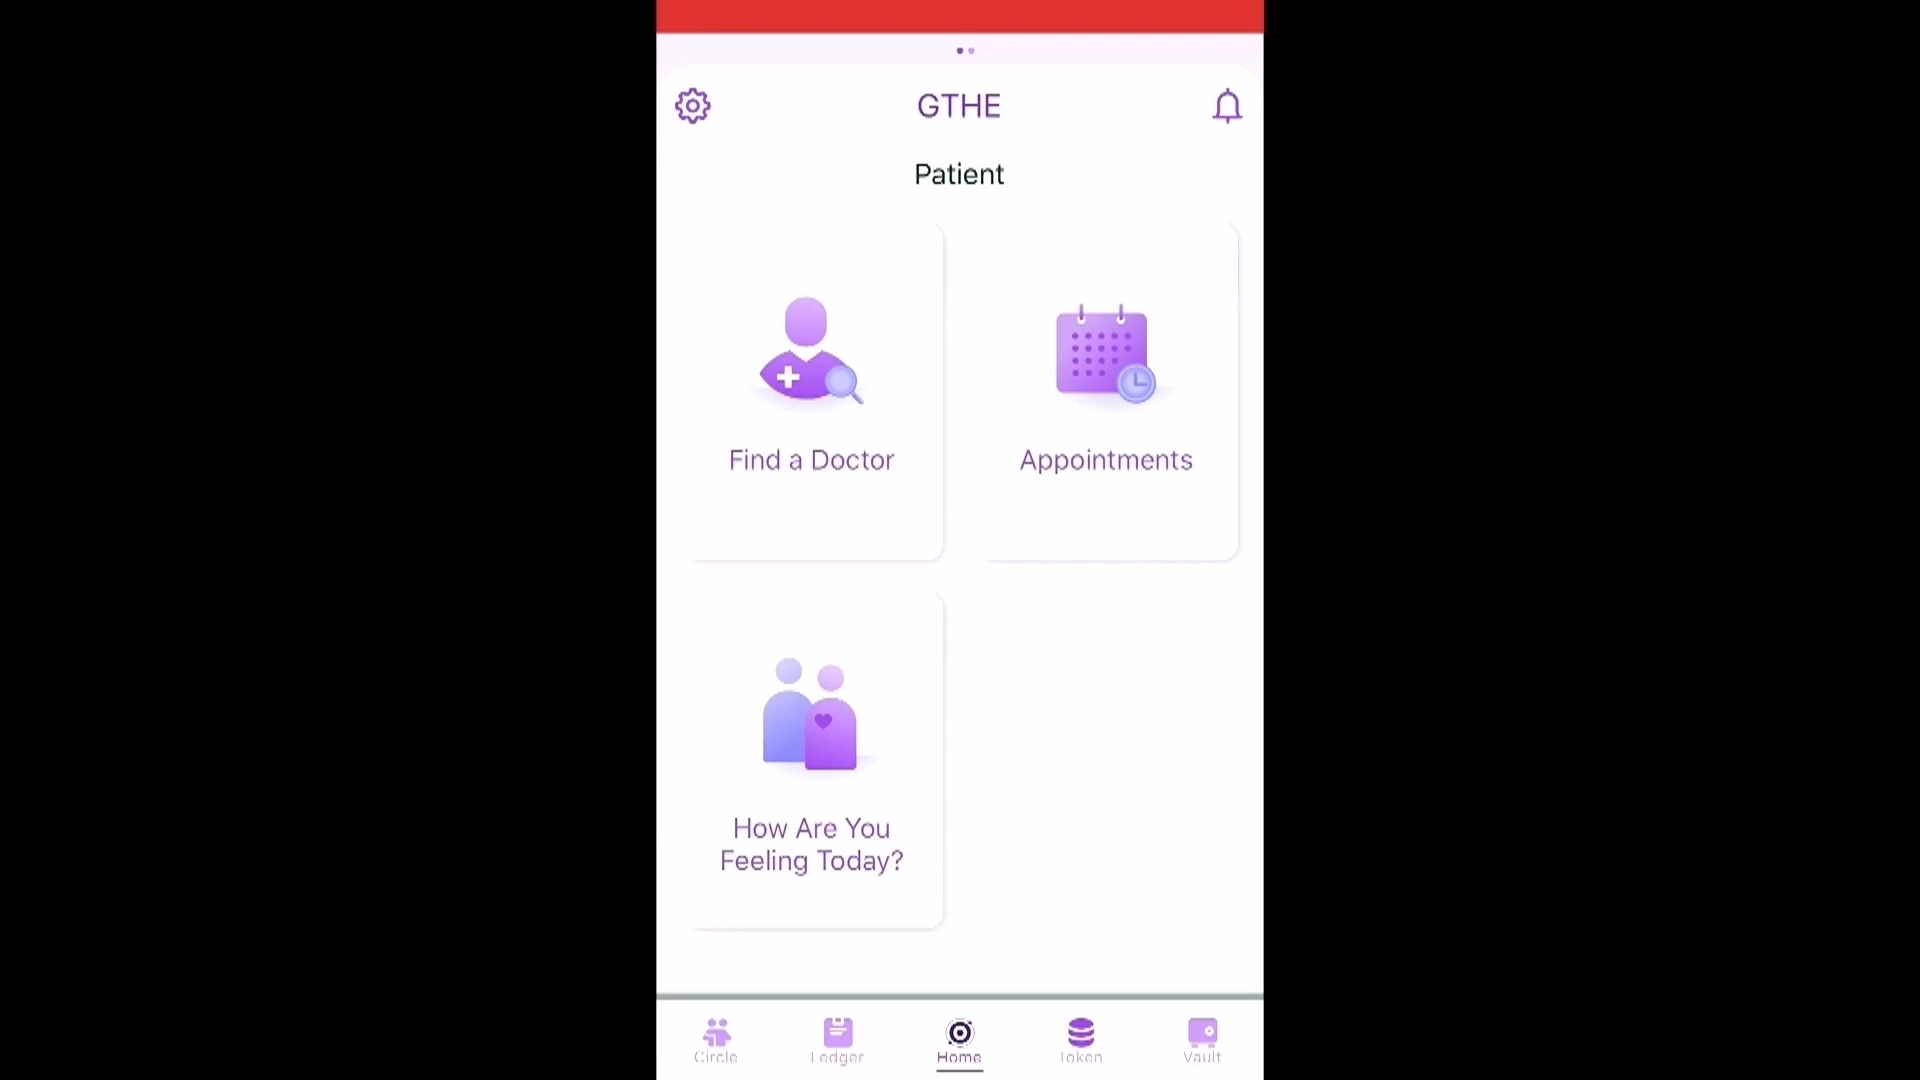 GTHE
Patient
Find a Doctor
Appointments
How Are You
Feeling Today?
Circle
Ledger
Home
Token
Vault